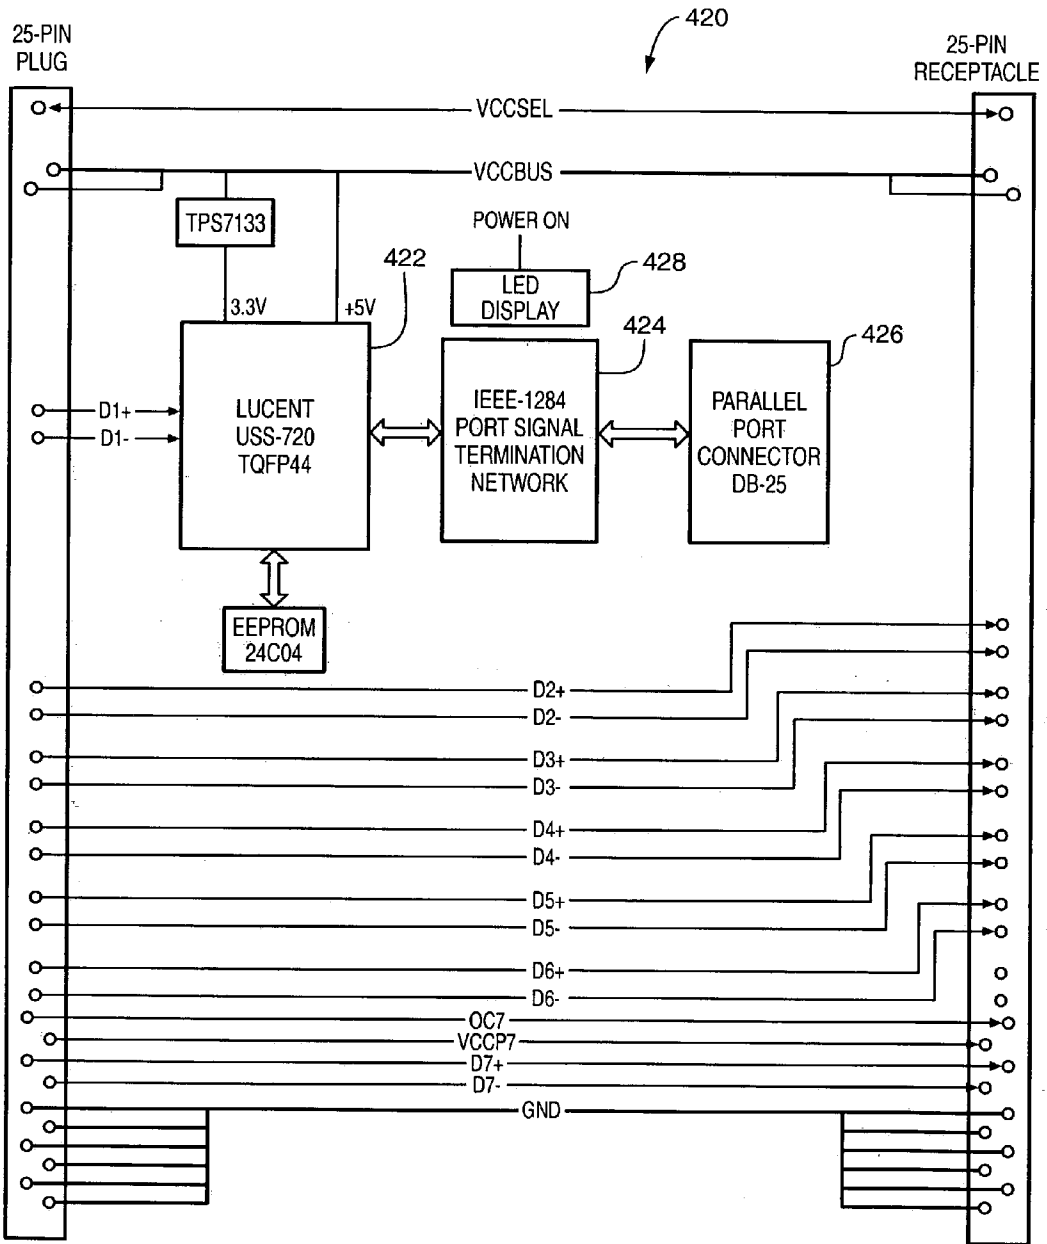 420
25-PIN
PLUG
25-PIN
RECEPTACLE
VCCSEL
VCCBUS
TPS7133
POWER ON
422
428
LED
DISPLAY
3.3V
+5V
424
426
D1+
D1-
LUCENT
USS-720
TQFP44
IEEE-1284
PORT SIGNAL
TERMINATION
NETWORK
PARALLEL
PORT
CONNECTOR
DB-25
EEPROM
24C04
D2+
D2-
D3+
D3-
D4+
D4-
D5+
D5-
D6+
D6-
OC7
VCCP7
D7+
D7-
GND